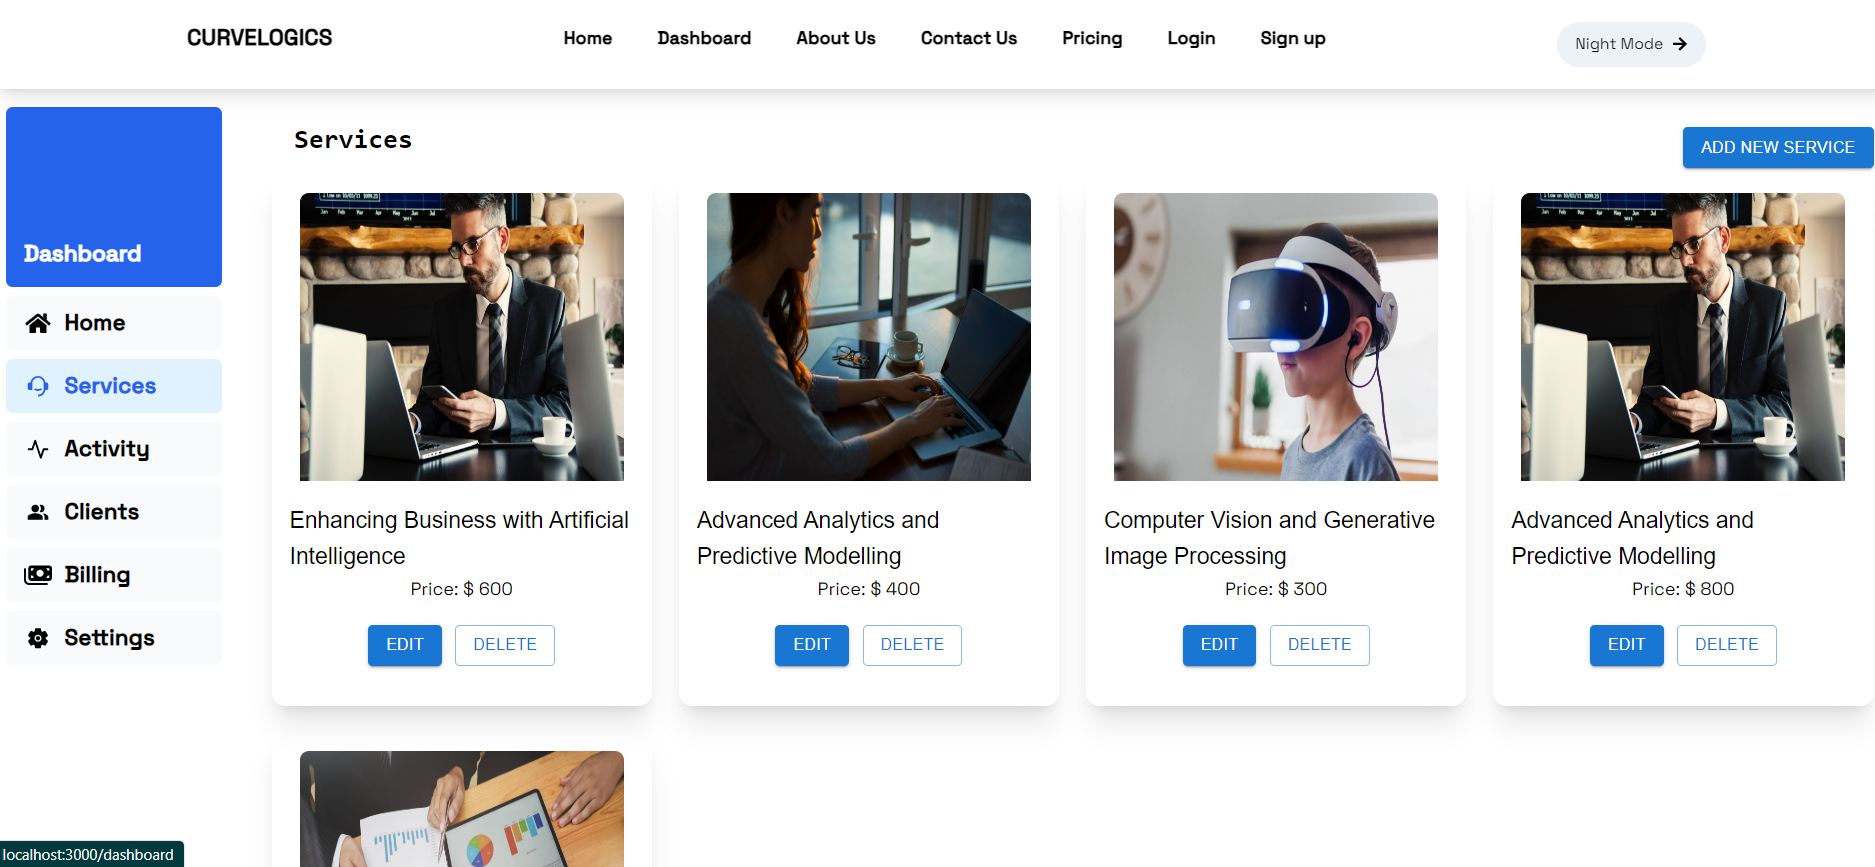 CURVELOGICS
Home Dashboard About Us Contact Us Pricing Login Sign up
Night Mode
Dashboard
Home
Services
Activity
Clients
Billing
Settings
Services
ADD NEW SERVICE
Enhancing Business with Artificial
Intelligence
Price: $ 600
EDIT DELETE
Advanced Analytics and
Predictive Modelling
Price: $ 400
EDIT DELETE
Computer Vision and Generative
Image Processing
Price: $ 300
EDIT DELETE
Advanced Analytics and
Predictive Modelling
Price: $ 800
EDIT DELETE
localhost:3000/dashboard